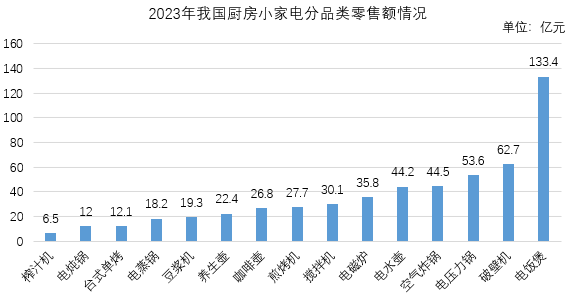 2023年我国厨房小家电分品类零售额情况
单位：亿元
160
140
120
100
80
60
40
20
0
6.5
12
12.1
18.2
19.3
22.4
26.8
27.7
30.1
35.8
44.2
44.5
53.6
62.7
133.4
榨汁机
电炖锅
台式单烤
电蒸锅
豆浆机
养生壶
咖啡壶
煎烤机
搅拌机
电磁炉
电水壶
空气炸锅
电压力锅
破壁机
电饭煲